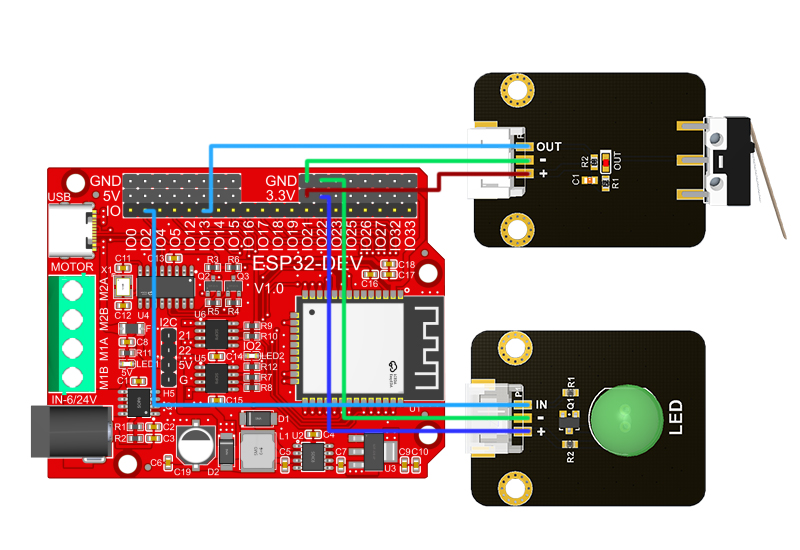 OUT
-
+
R2
OUT
C1
R1
GND
5V
IO
GND
3.3V
USB
IO0
IO2
IO4
IO5
IO12
IO13
IO14
IO15
IO16
IO17
IO18
IO19
IO21
IO22
IO23
IO25
IO26
IO27
IO32
IO33
MOTOR
X1
C11
C13
R3
R6
ESP32-DEV
V1.0
C18
C17
C16
M2A
M2B
M1A
M1B
C12
U4
Q2
Q3
R5
R4
I2C
21
22
5V
G
H5
U6
R9
R10
IO2
LED2
C14
U5
R12
R7
R8
C15
F
C8
R11
LED1
5V
C1
IN-6/24V
R1
R2
C2
C3
C6
C19
D2
D1
L1
U2
C4
C5
C7
U3
C9
C10
U1
IN
-
+
R1
Q1
R2
LED